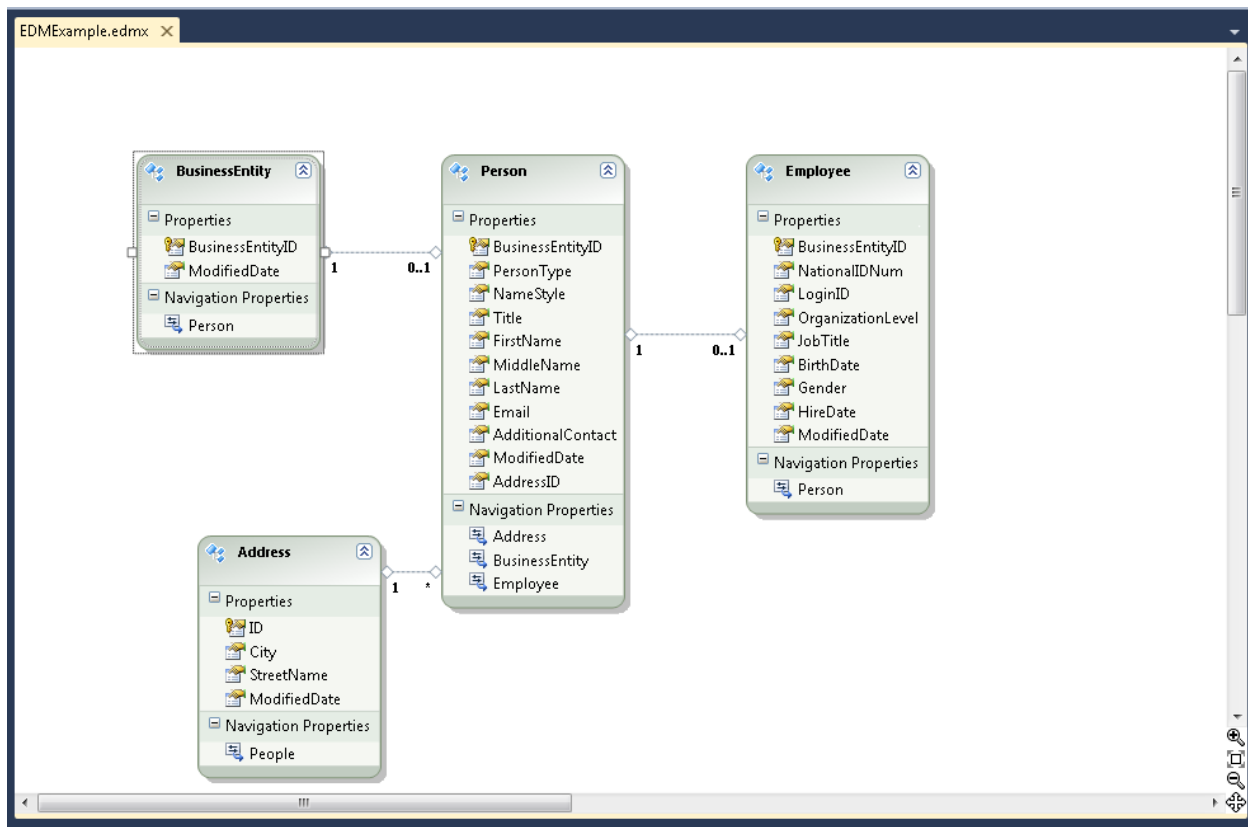 EDMExample.edmx
BusinessEntity
Properties
BusinessEntityID
ModifiedDate
Navigation Properties
Person
1
0..1
Person
Properties
BusinessEntityID
PersonType
NameStyle
Title
FirstName
MiddleName
LastName
Email
AdditionalContact
ModifiedDate
AddressID
Navigation Properties
Address
BusinessEntity
Employee
1
0..1
Employee
Properties
BusinessEntityID
NationalIDNum
LoginID
OrganizationLevel
JobTitle
BirthDate
Gender
HireDate
ModifiedDate
Navigation Properties
Person
Address
Properties
ID
City
StreetName
ModifiedDate
Navigation Properties
People
1
*